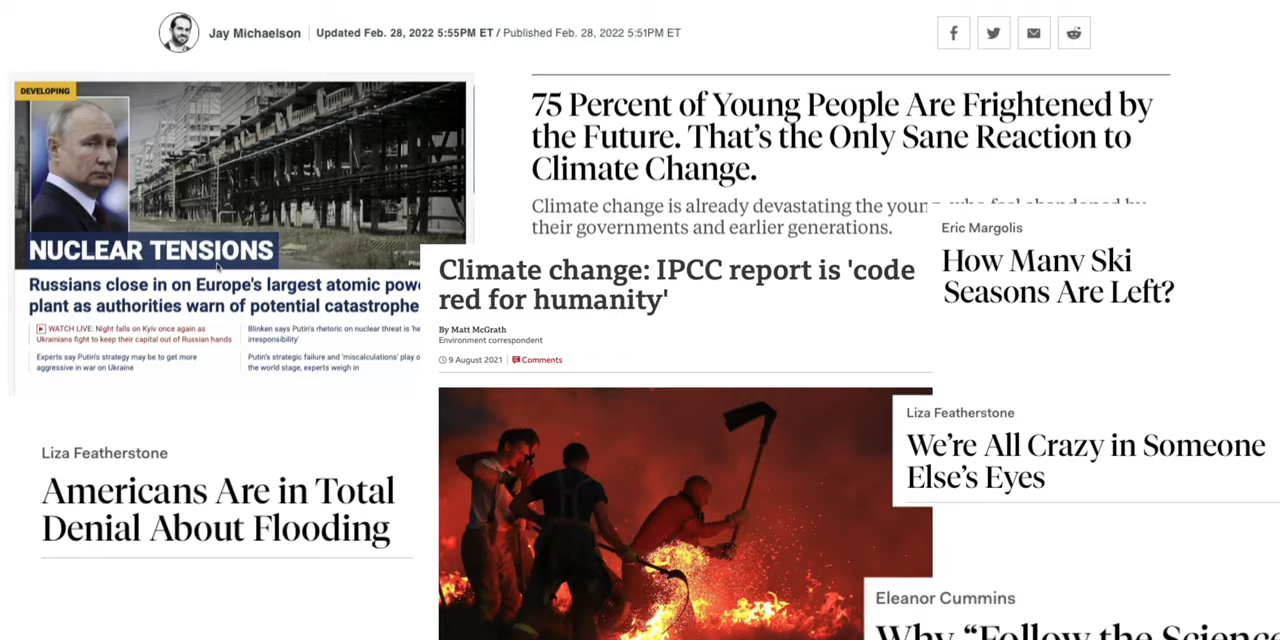 Jay Michaelson
Updated Feb. 28, 2022 5:55PM ET / Published Feb. 28, 2022 5:51PM ET
DEVELOPING
NUCLEAR TENSIONS
Russians close in on Europe's largest atomic pow
plant as authorities warn of potential catastrophe
WATCH LIVE: Night falls on Kyiv once again as
Ukrainians fight to keep their capital out of Russian hands
Experts say Putin's strategy may be to get more
aggressive in war on Ukraine
Blinken says Putin's rhetoric on nuclear threat is 'he
irresponsibility'
Putin's strategic failure and 'miscalculations' play o
the world stage, experts weigh in
75 Percent of Young People Are Frightened by
the Future. That's the Only Sane Reaction to
Climate Change.
Climate change is already devastating the
their governments and earlier generations.
Climate change: IPCC report is 'code
red for humanity'
By Matt McGrath
Environment correspondent
9 August 2021
Comments
Eric Margolis
How Many Ski
Seasons Are Left?
Liza Featherstone
We're All Crazy in Someone
Else's Eyes
Liza Featherstone
Americans Are in Total
Denial About Flooding
Eleanor Cummins
Why "Follow the Science